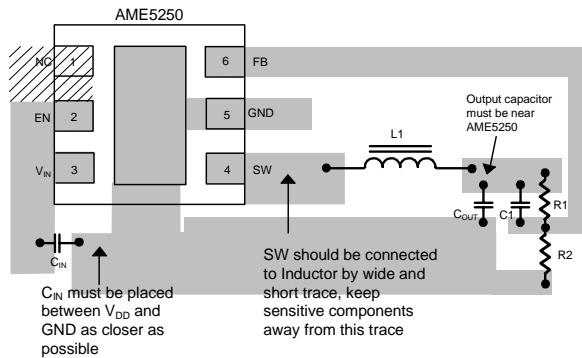 AME5250
NC 1
6 FB
EN 2
5 GND
VIN 3
4 SW
L1
Output capacitor
must be near
AME5250
COUT
C1
R1
R2
CIN
CIN must be placed
between VDD and
GND as closer as
possible
SW should be connected
to Inductor by wide and
short trace, keep
sensitive components
away from this trace